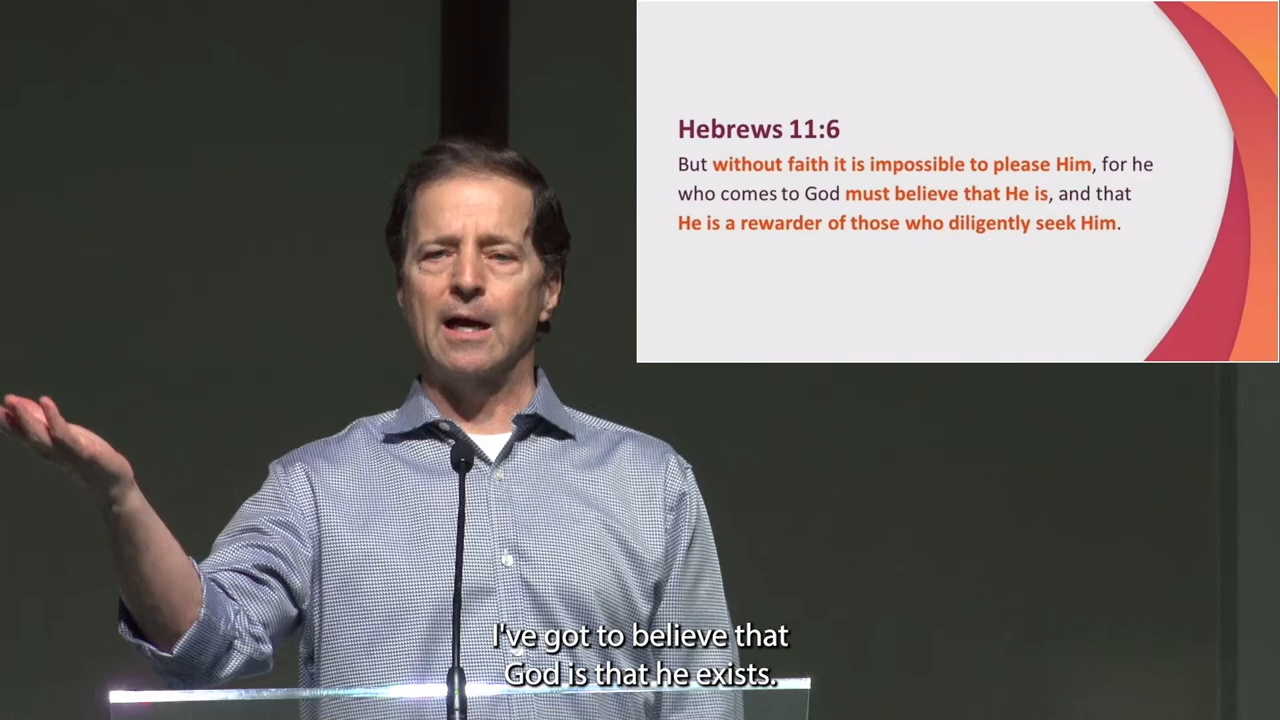 Hebrews 11:6
But without faith it is impossible to please Him, for he
who comes to God must believe that He is, and that
He is a rewarder of those who diligently seek Him.
I've got to believe that
God is that he exists.